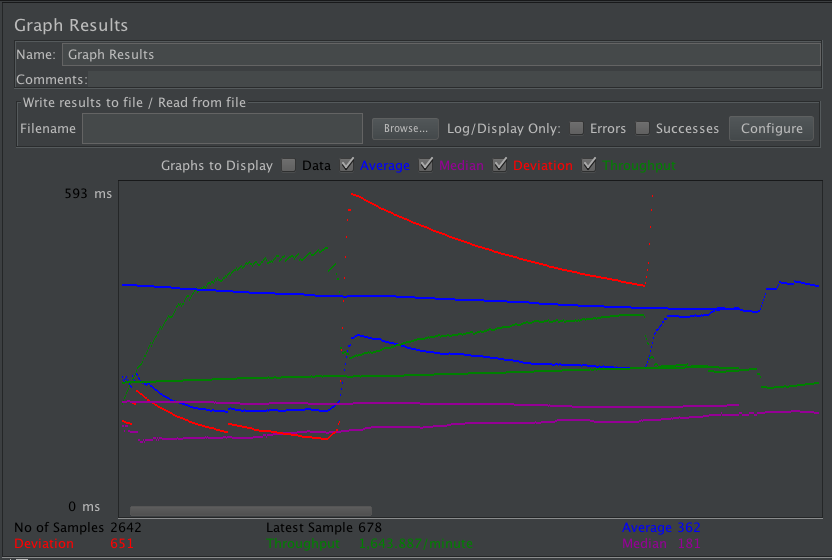 Graph Results
Name: Graph Results
Comments:
Write results to file / Read from file
Filename Browse... Log/Display Only: Errors Successes Configure
Graphs to Display Data Average Median Deviation Throughput
593 ms
0 ms
No of Samples 2642 Latest Sample 678 Average 362
Deviation 651 Throughput 1,643.887/minute Median